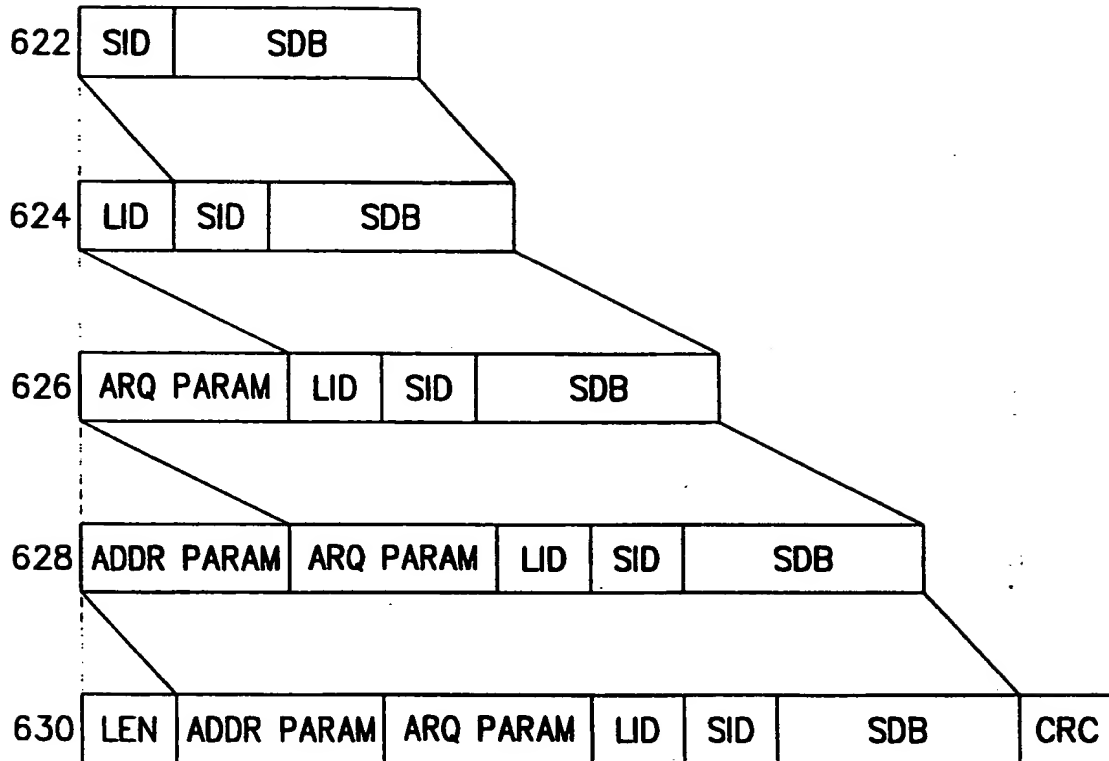 622 SID SDB
624 LID SID SDB
626 ARQ PARAM LID SID SDB
628 ADDR PARAM ARQ PARAM LID SID SDB
630 LEN ADDR PARAM ARQ PARAM LID SID SDB CRC